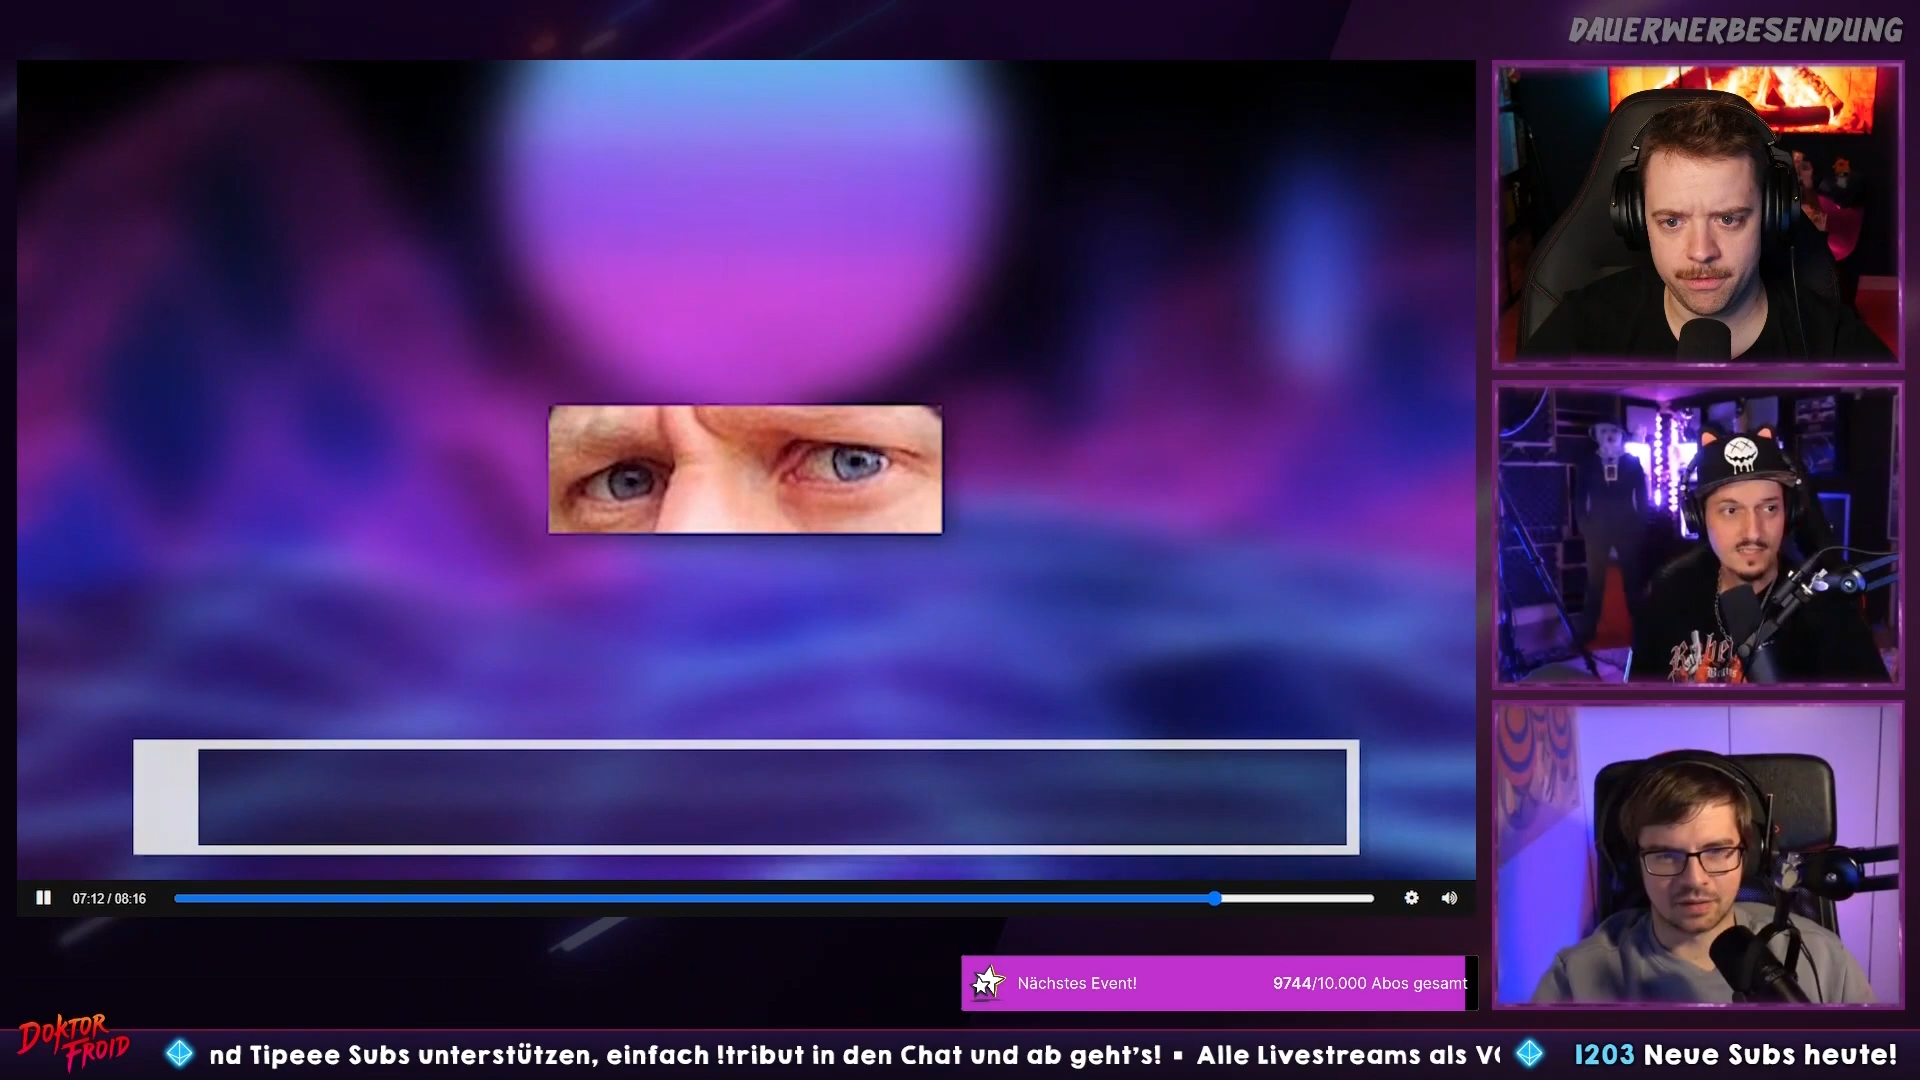 DAUERWERBESENDUNG
07:12 / 08:16
Nächstes Event!
9744/10.000 Abos gesamt
DOKTOR
FROID
nd Tipeee Subs unterstützen, einfach !tribut in den Chat und ab geht's! ▪ Alle Livestreams als V
1203 Neue Subs heute!